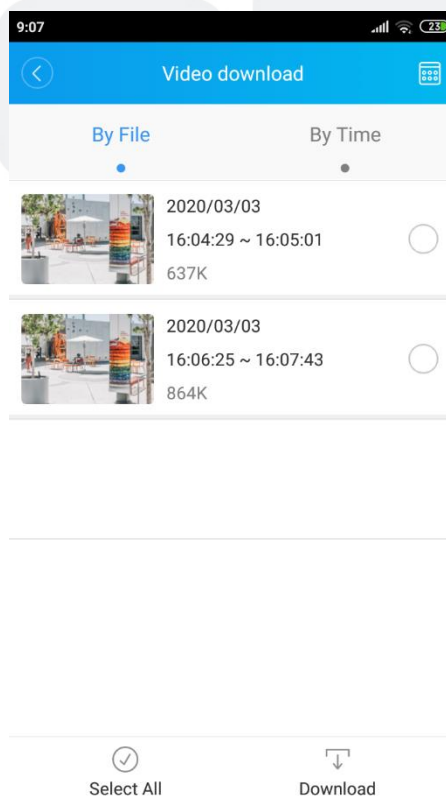 9:07
23
Video download
By File
By Time
2020/03/03
16:04:29 ~ 16:05:01
637K
2020/03/03
16:06:25 ~ 16:07:43
864K
Select All
Download